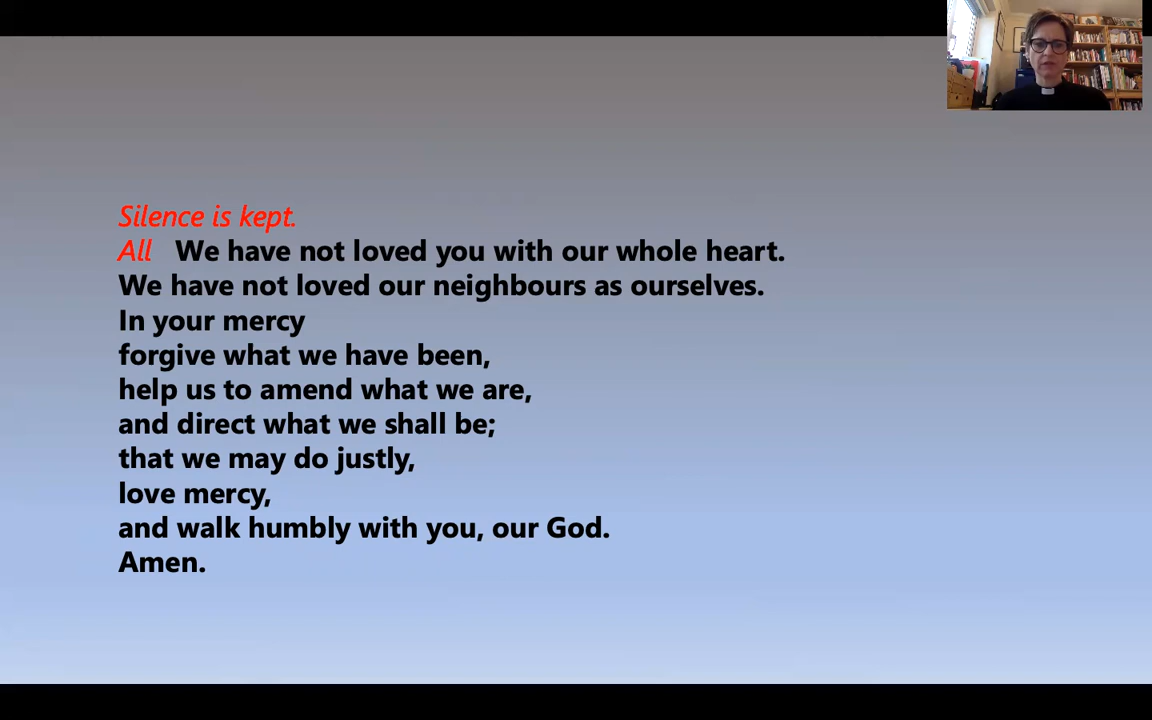 Silence is kept.
All We have not loved you with our whole heart.
We have not loved our neighbours as ourselves.
In your mercy
forgive what we have been,
help us to amend what we are,
and direct what we shall be;
that we may do justly,
love mercy,
and walk humbly with you, our God.
Amen.